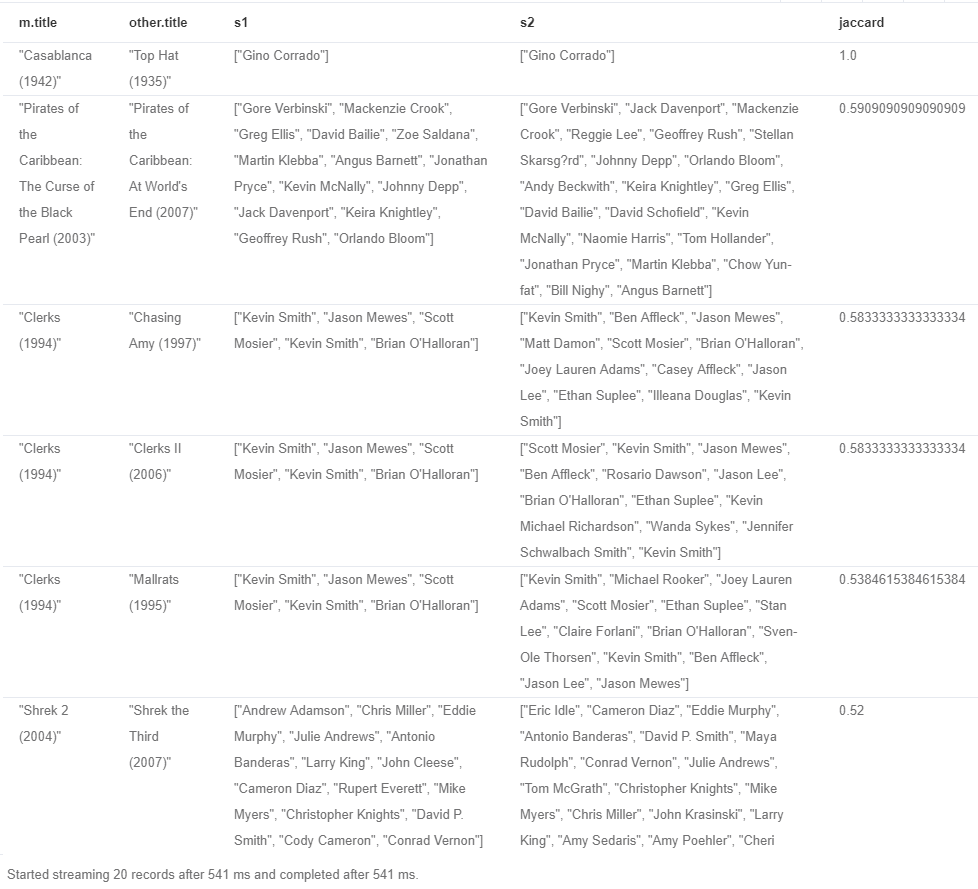 m.title other.title s1 s2 jaccard
"Casablanca "Top Hat ["Gino Corrado"] ["Gino Corrado"] 1.0
(1942)" (1935)"
"Pirates of "Pirates of ["Gore Verbinski", "Mackenzie Crook", ["Gore Verbinski", "Jack Davenport", "Mackenzie 0.5909090909090909
the the "Greg Ellis", "David Bailie", "Zoe Saldana", Crook", "Reggie Lee", "Geoffrey Rush", "Stellan
Caribbean: Caribbean: "Martin Klebba", "Angus Barnett", "Jonathan Skarsg?rd", "Johnny Depp", "Orlando Bloom",
The Curse of At World's Pryce", "Kevin McNally", "Johnny Depp", "Andy Beckwith", "Keira Knightley", "Greg Ellis",
the Black End (2007)" "Jack Davenport", "Keira Knightley", "David Bailie", "David Schofield", "Kevin
Pearl (2003)" "Geoffrey Rush", "Orlando Bloom"] McNally", "Naomie Harris", "Tom Hollander",
"Jonathan Pryce", "Martin Klebba", "Chow Yun-
fat", "Bill Nighy", "Angus Barnett"]
"Clerks "Chasing ["Kevin Smith", "Jason Mewes", "Scott ["Kevin Smith", "Ben Affleck", "Jason Mewes", 0.5833333333333334
(1994)" Amy (1997)" Mosier", "Kevin Smith", "Brian O'Halloran"] "Matt Damon", "Scott Mosier", "Brian O'Halloran",
"Joey Lauren Adams", "Casey Affleck", "Jason
Lee", "Ethan Suplee", "Illeana Douglas", "Kevin
Smith"]
"Clerks "Clerks II ["Kevin Smith", "Jason Mewes", "Scott ["Scott Mosier", "Kevin Smith", "Jason Mewes", 0.5833333333333334
(1994)" (2006)" Mosier", "Kevin Smith", "Brian O'Halloran"] "Ben Affleck", "Rosario Dawson", "Jason Lee",
"Brian O'Halloran", "Ethan Suplee", "Kevin
Michael Richardson", "Wanda Sykes", "Jennifer
Schwalbach Smith", "Kevin Smith"]
"Clerks "Mallrats ["Kevin Smith", "Jason Mewes", "Scott ["Kevin Smith", "Michael Rooker", "Joey Lauren 0.5384615384615384
(1994)" (1995)" Mosier", "Kevin Smith", "Brian O'Halloran"] Adams", "Scott Mosier", "Ethan Suplee", "Stan
Lee", "Claire Forlani", "Brian O'Halloran", "Sven-
Ole Thorsen", "Kevin Smith", "Ben Affleck",
"Jason Lee", "Jason Mewes"]
"Shrek 2 "Shrek the ["Andrew Adamson", "Chris Miller", "Eddie ["Eric Idle", "Cameron Diaz", "Eddie Murphy", 0.52
(2004)" Third Murphy", "Julie Andrews", "Antonio "Antonio Banderas", "David P. Smith", "Maya
(2007)" Banderas", "Larry King", "John Cleese", Rudolph", "Conrad Vernon", "Julie Andrews",
"Cameron Diaz", "Rupert Everett", "Mike "Tom McGrath", "Christopher Knights", "Mike
Myers", "Christopher Knights", "David P. Myers", "Chris Miller", "John Krasinski", "Larry
Smith", "Cody Cameron", "Conrad Vernon"] King", "Amy Sedaris", "Amy Poehler", "Cheri
Started streaming 20 records after 541 ms and completed after 541 ms.